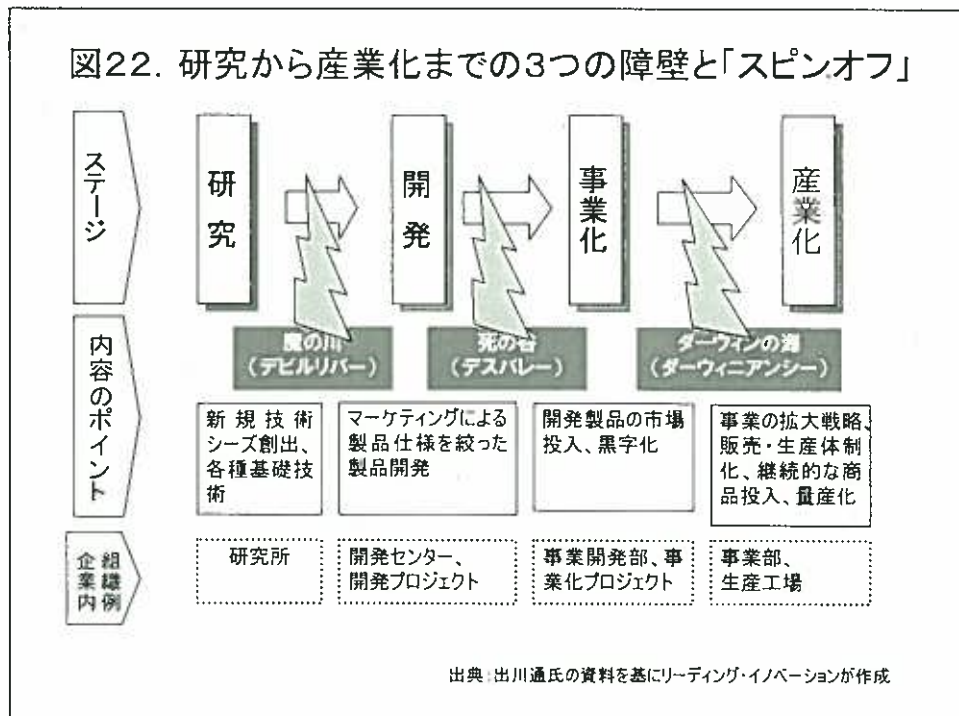 図22. 研究から産業化までの3つの障壁と「スピンオフ」
ステージ
研究
開発
事業化
産業化
魔の川
(デビルリバー)
死の谷
(デスバレー)
ダーウィンの海
(ダーウィニアンシー)
内容のポイント
新規技術
シーズ創出、
各種基礎技
術
マーケティングによる
製品仕様を絞った
製品開発
開発製品の市場
投入、黒字化
事業の拡大戦略、
販売・生産体制
化、継続的な商
品投入、量産化
企業内
組織例
研究所
開発センター、
開発プロジェクト
事業開発部、事
業化プロジェクト
事業部、
生産工場
出典:出川通氏の資料を基にリーディング・イノベーションが作成